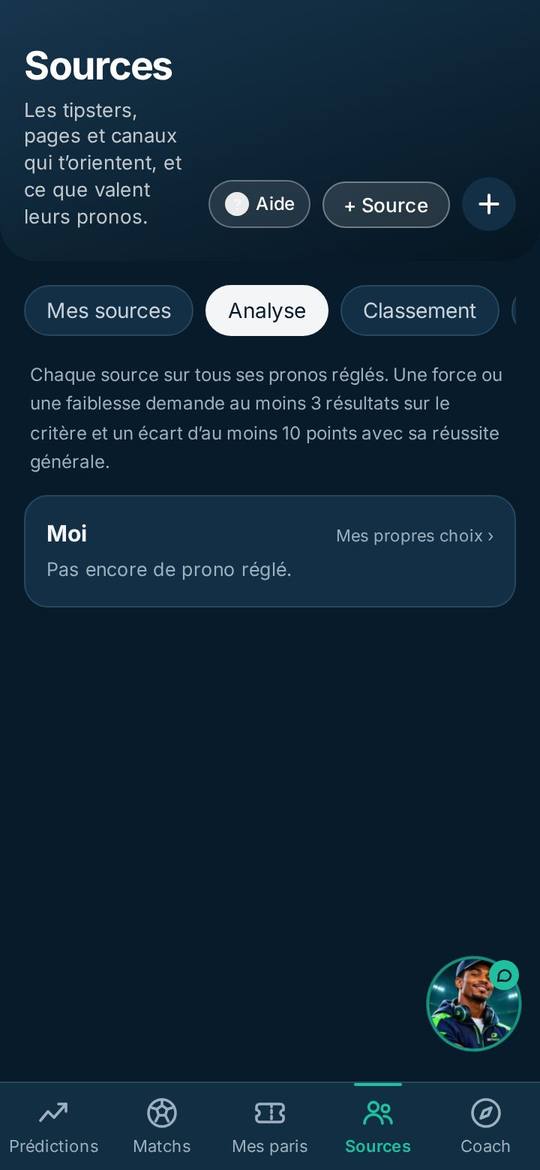 Sources
Les tipsters,
pages et canaux
qui t’orientent, et
ce que valent
leurs pronos.
? Aide
+ Source
+
Mes sources
Analyse
Classement
Chaque source sur tous ses pronos réglés. Une force ou
une faiblesse demande au moins 3 résultats sur le
critère et un écart d’au moins 10 points avec sa réussite
générale.
Moi
Mes propres choix ›
Pas encore de prono réglé.
Prédictions
Matchs
Mes paris
Sources
Coach